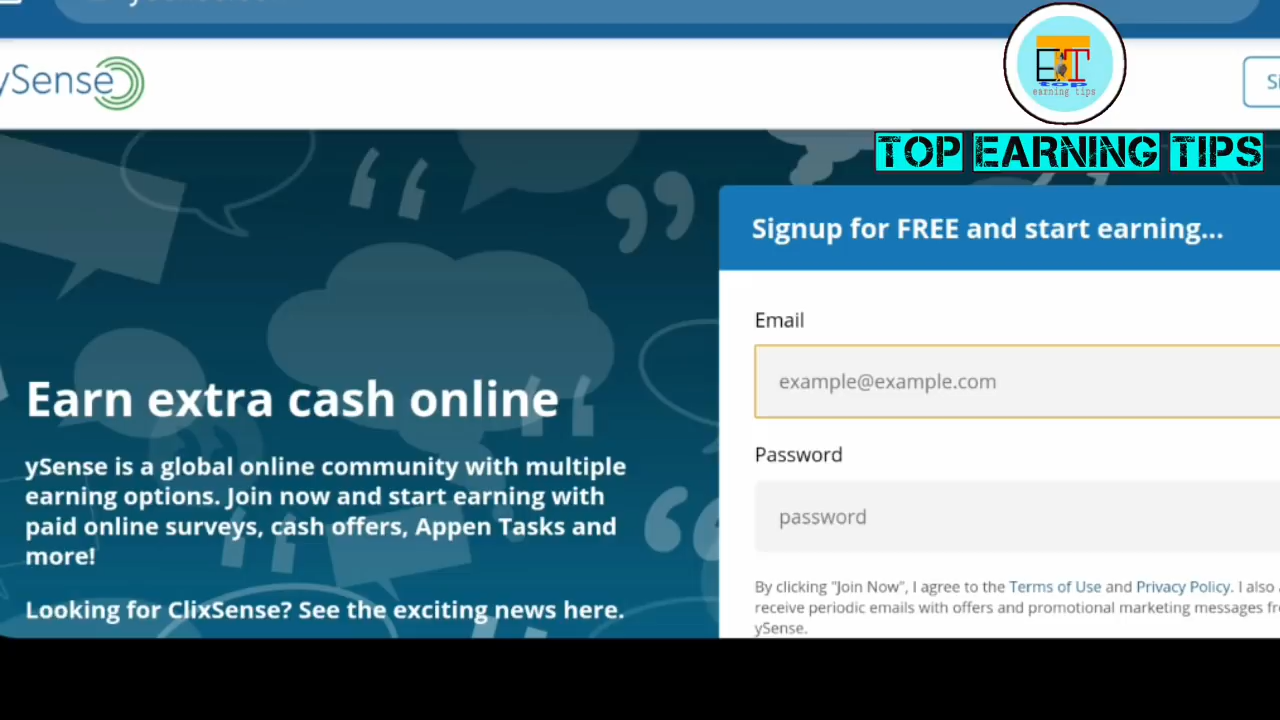 ySense
Si
E T
top
earning tips
TOP EARNING TIPS
Signup for FREE and start earning...
Email
example@example.com
Password
password
By clicking "Join Now", I agree to the Terms of Use and Privacy Policy. I also
receive periodic emails with offers and promotional marketing messages fr
ySense.
Earn extra cash online
ySense is a global online community with multiple
earning options. Join now and start earning with
paid online surveys, cash offers, Appen Tasks and
more!
Looking for ClixSense? See the exciting news here.